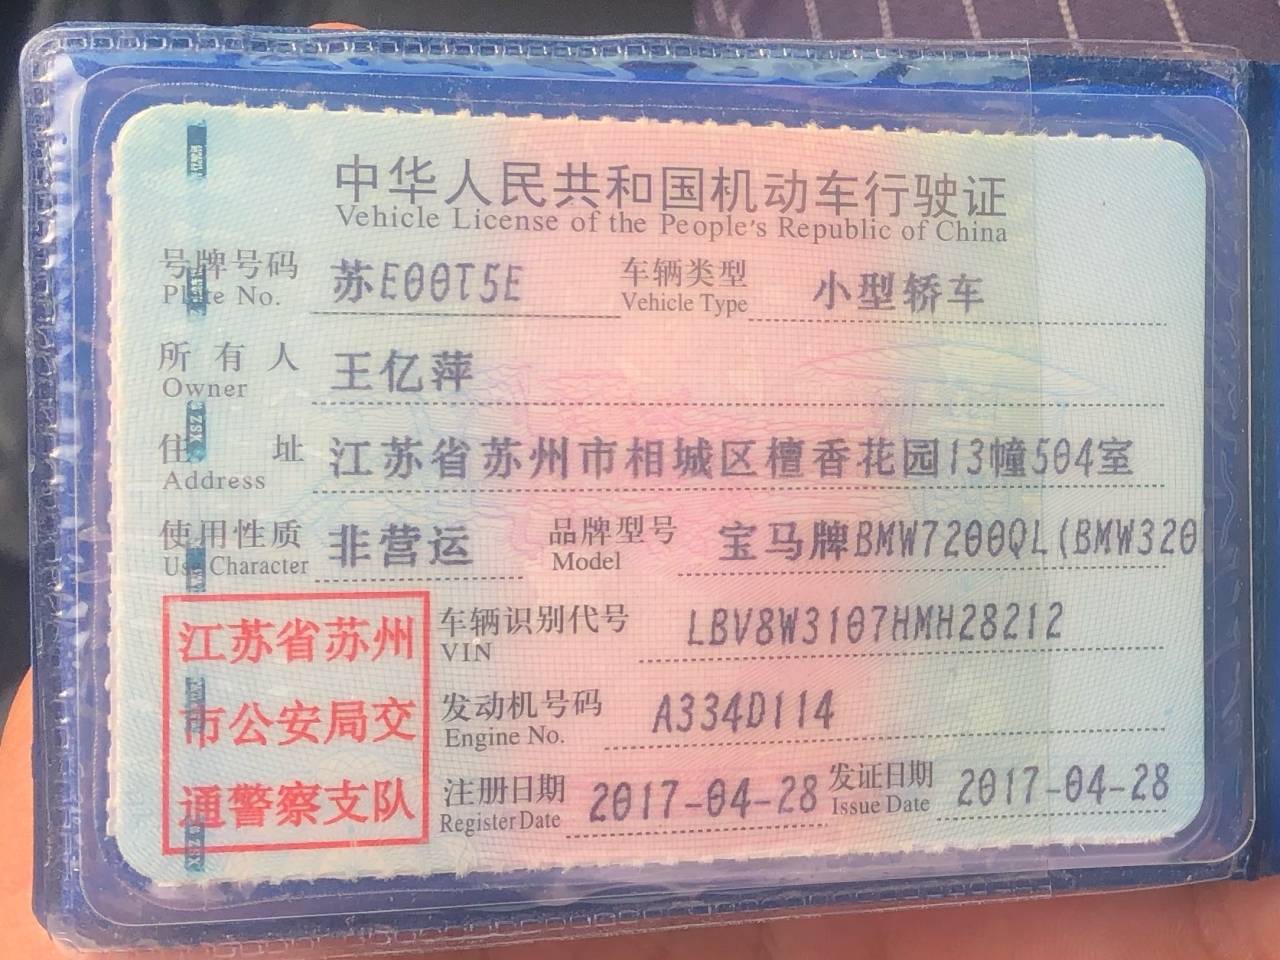 中华人民共和国机动车行驶证
Vehicle License of the People's Republic of China
号牌号码 苏E00T5E 车辆类型 小型轿车
Plate No. Vehicle Type
所有人 王亿萍
Owner
住址 江苏省苏州市相城区檀香花园13幢504室
Address
使用性质 非营运 品牌型号 宝马牌BMW7200QL(BMW320
Use Character Model
江苏省苏州
市公安局交
通警察支队
车辆识别代号 LBV8W3107HMH28212
VIN
发动机号码 A334D114
Engine No.
注册日期 2017-04-28 发证日期 2017-04-28
Register Date Issue Date